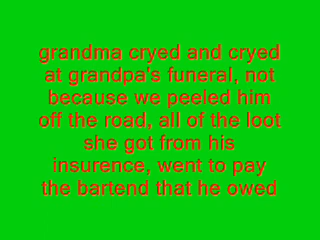 grandma cryed and cryed
at grandpa's funeral, not
because we peeled him
off the road, all of the loot
she got from his
insurence, went to pay
the bartend that he owed